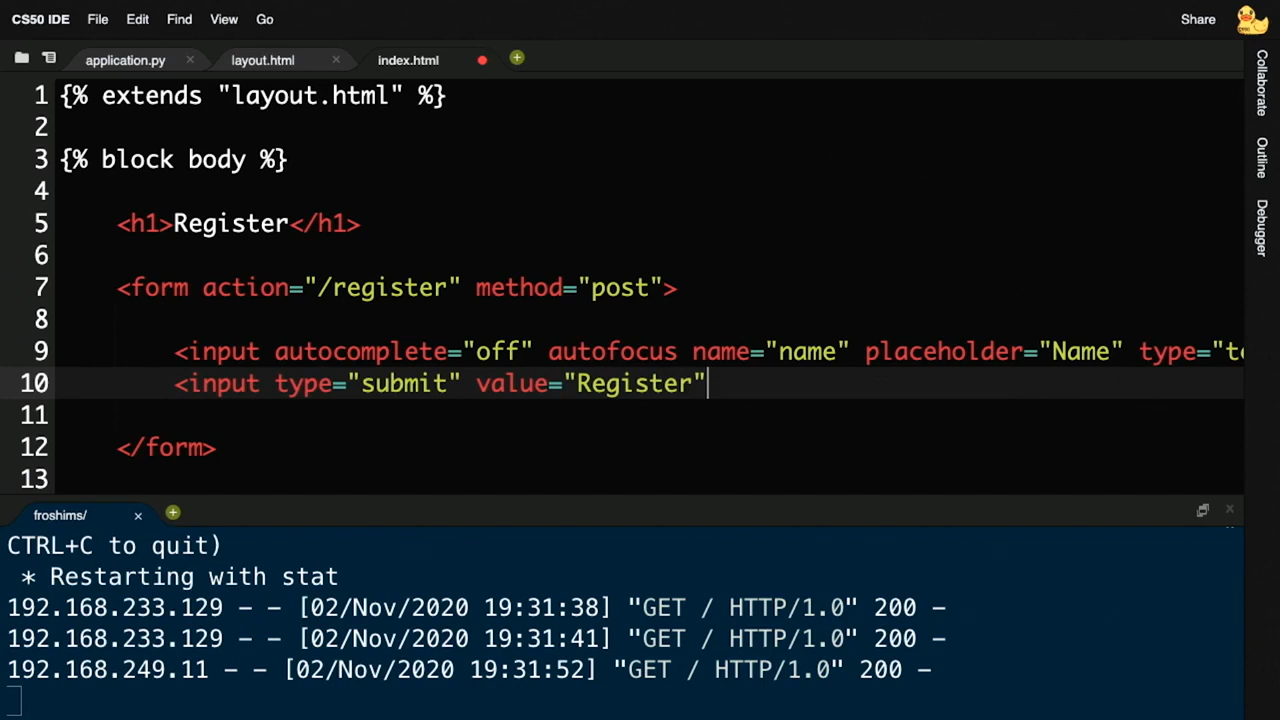 CS50 IDE File Edit Find View Go Share
application.py layout.html index.html
1 {% extends "layout.html" %}
2
3 {% block body %}
4
5 <h1>Register</h1>
6
7 <form action="/register" method="post">
8
9 <input autocomplete="off" autofocus name="name" placeholder="Name" type="te
10 <input type="submit" value="Register"
11
12 </form>
13
Collaborate
Outline
Debugger
froshims/
CTRL+C to quit)
* Restarting with stat
192.168.233.129 - - [02/Nov/2020 19:31:38] "GET / HTTP/1.0" 200 -
192.168.233.129 - - [02/Nov/2020 19:31:41] "GET / HTTP/1.0" 200 -
192.168.249.11 - - [02/Nov/2020 19:31:52] "GET / HTTP/1.0" 200 -